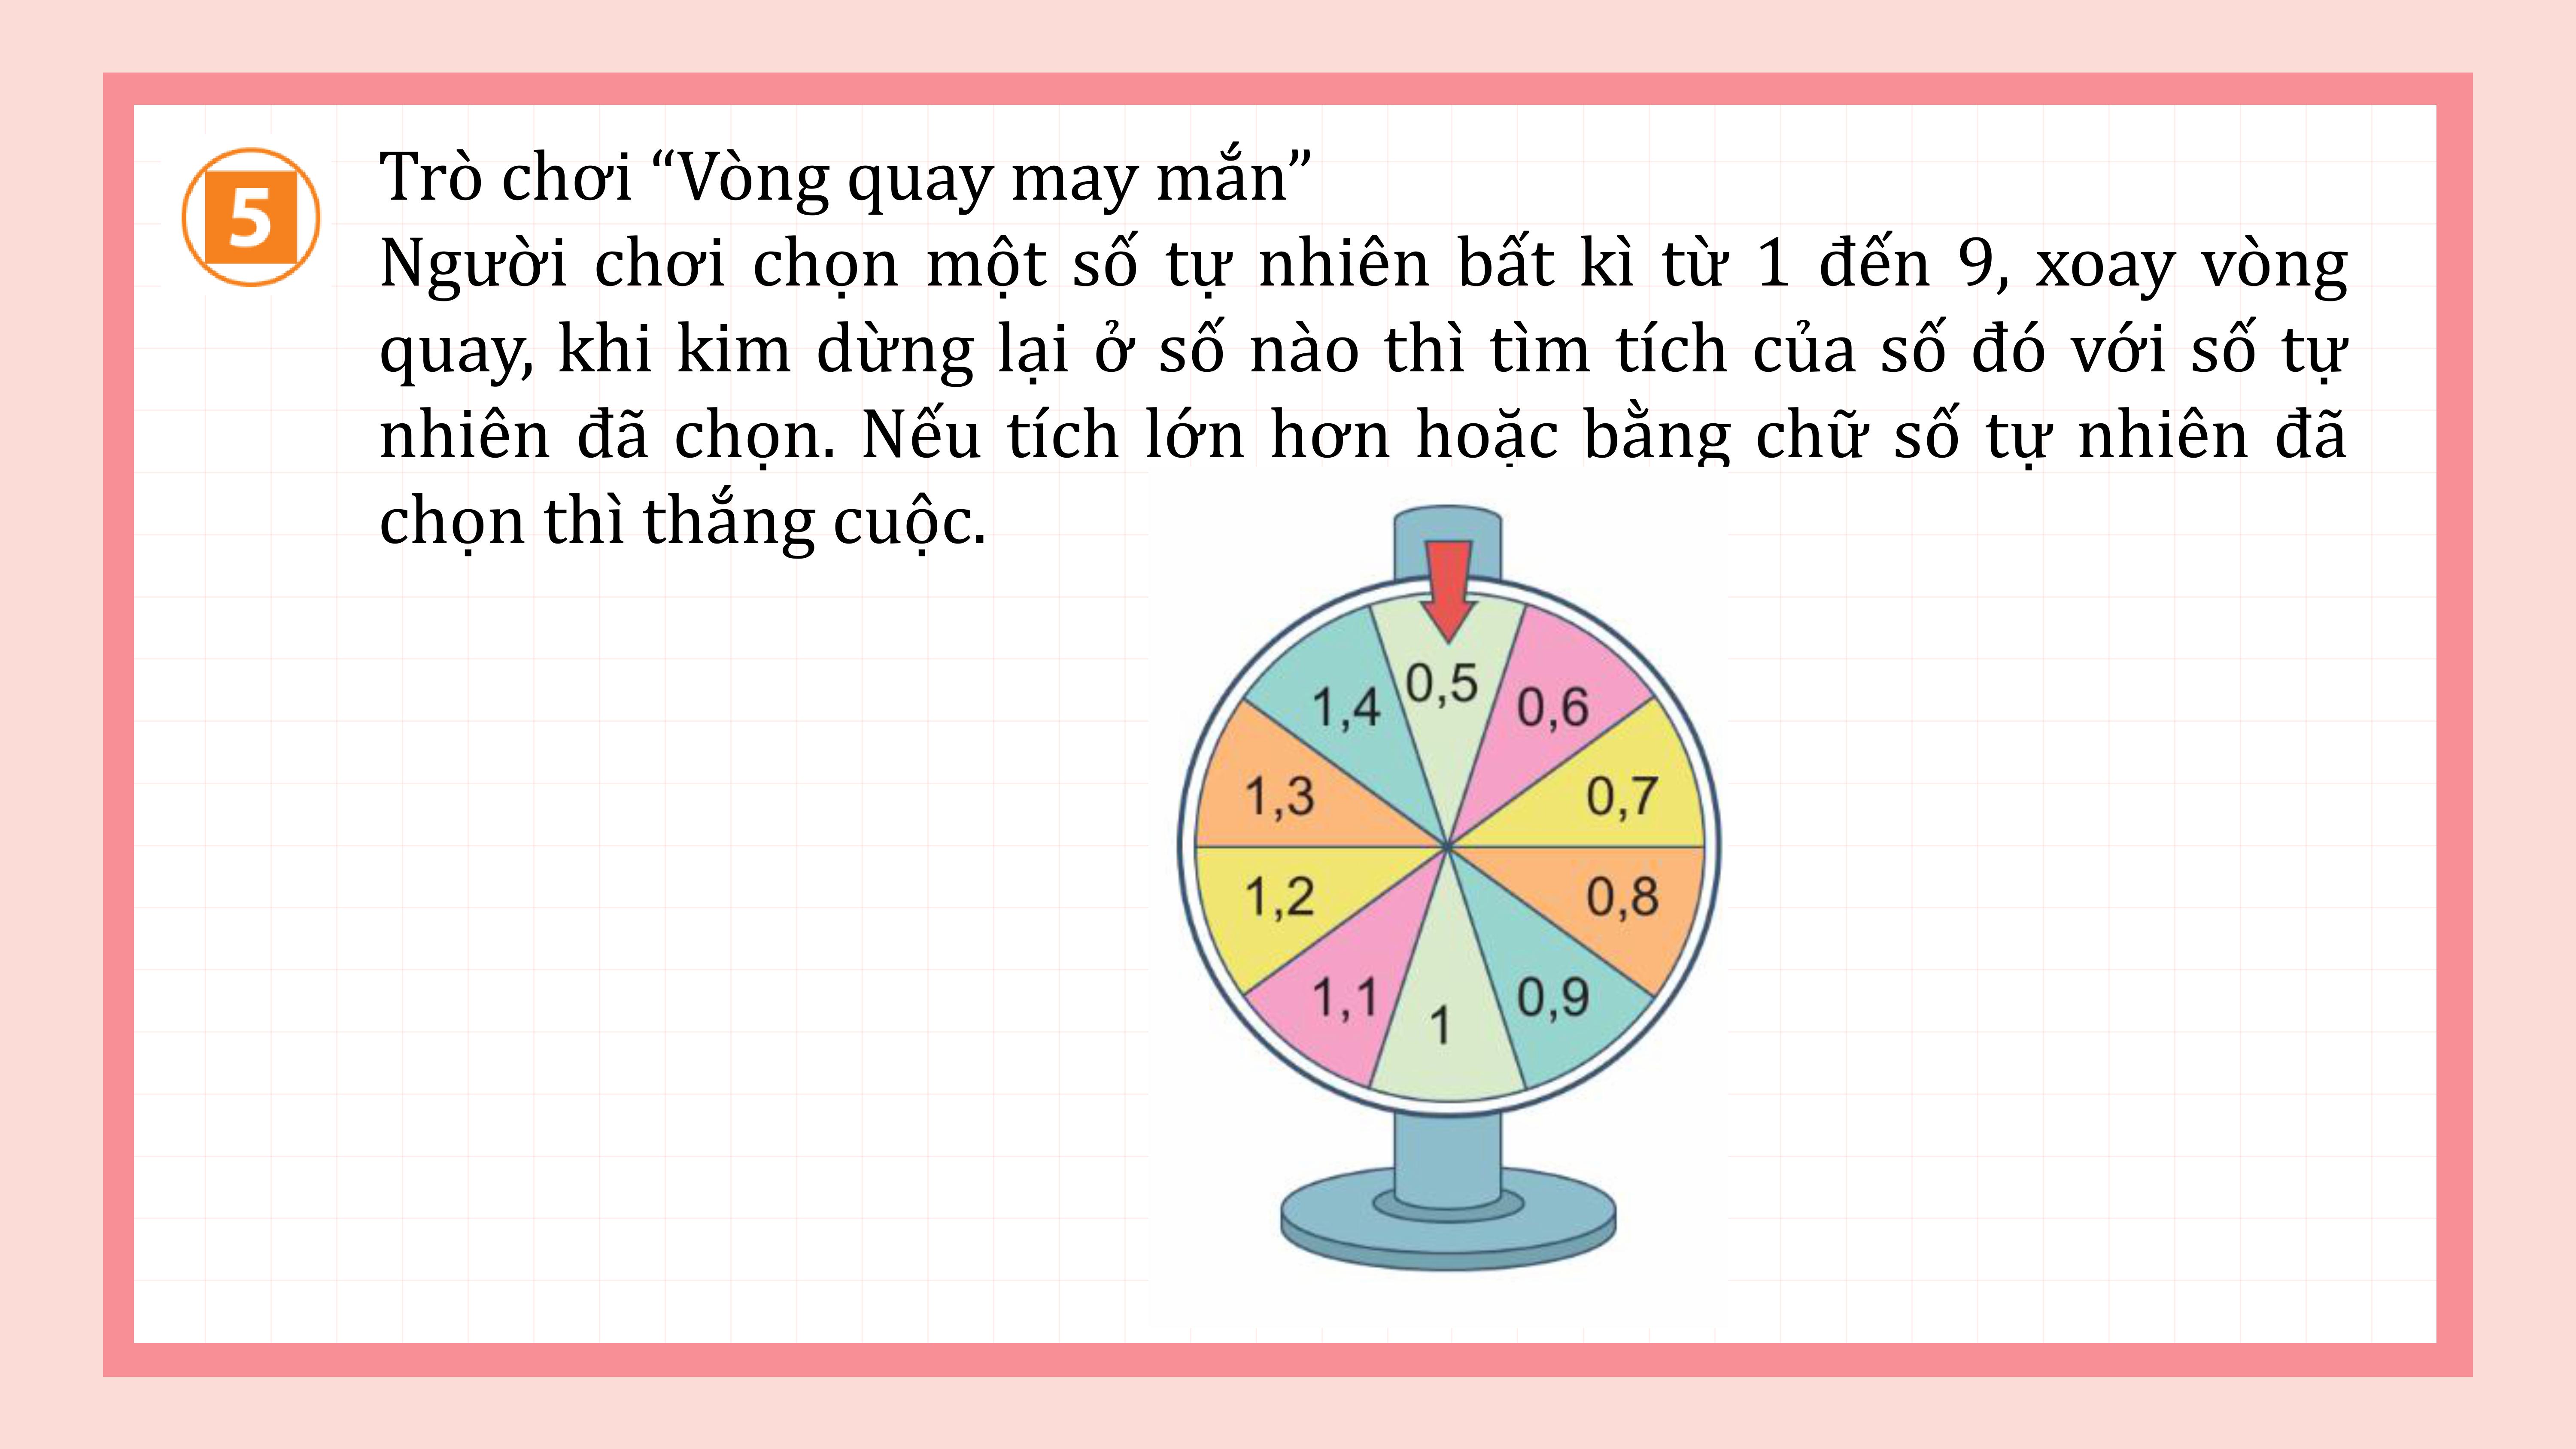 5
Trò chơi “Vòng quay may mắn”
Người chơi chọn một số tự nhiên bất kì từ 1 đến 9, xoay vòng
quay, khi kim dừng lại ở số nào thì tìm tích của số đó với số tự
nhiên đã chọn. Nếu tích lớn hơn hoặc bằng chữ số tự nhiên đã
chọn thì thắng cuộc.
0,5
1,4
0,6
1,3
0,7
1,2
0,8
1,1
0,9
1